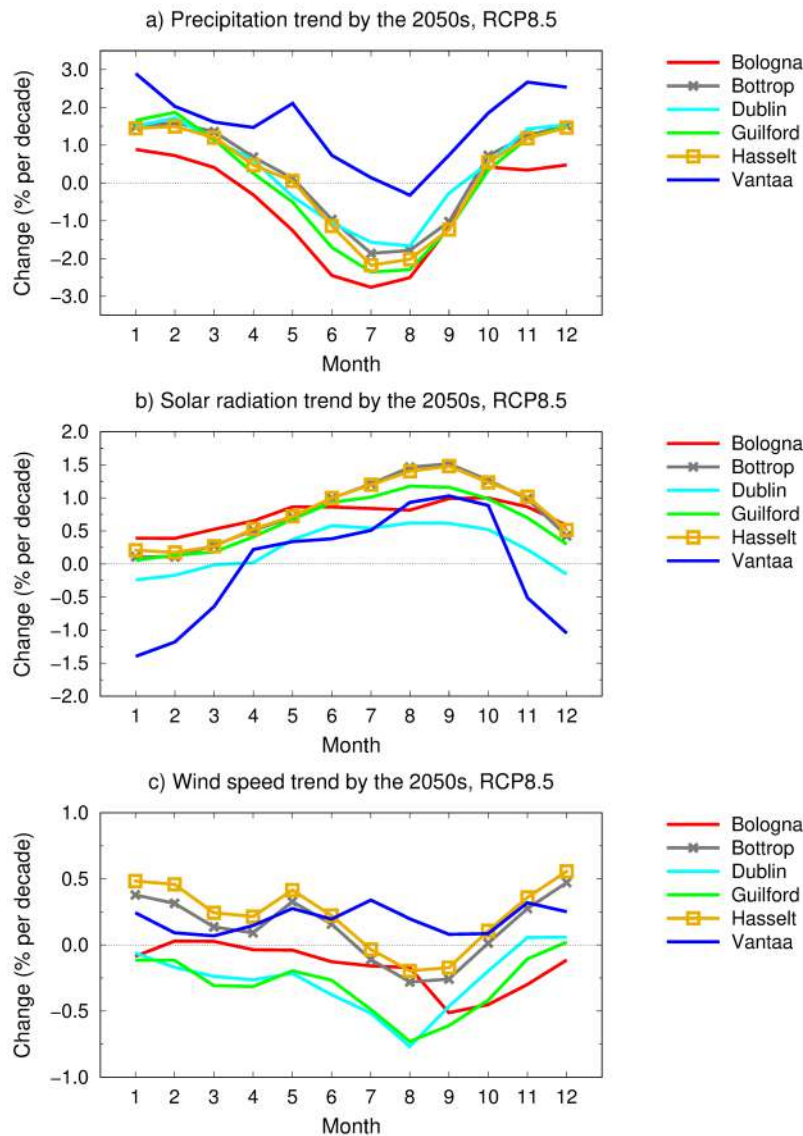 a) Precipitation trend by the 2050s, RCP8.5
Change (% per decade)
3.0
2.0
1.0
0.0
−1.0
−2.0
−3.0
1 2 3 4 5 6 7 8 9 10 11 12
Month
Bologna
Bottrop
Dublin
Guilford
Hasselt
Vantaa
b) Solar radiation trend by the 2050s, RCP8.5
Change (% per decade)
2.0
1.5
1.0
0.5
0.0
−0.5
−1.0
−1.5
−2.0
1 2 3 4 5 6 7 8 9 10 11 12
Month
Bologna
Bottrop
Dublin
Guilford
Hasselt
Vantaa
c) Wind speed trend by the 2050s, RCP8.5
Change (% per decade)
1.0
0.5
0.0
−0.5
−1.0
1 2 3 4 5 6 7 8 9 10 11 12
Month
Bologna
Bottrop
Dublin
Guilford
Hasselt
Vantaa